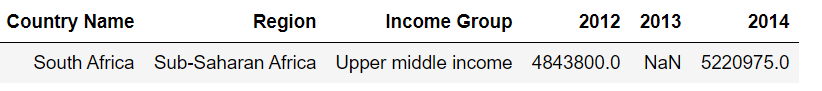 Country Name Region Income Group 2012 2013 2014
South Africa Sub-Saharan Africa Upper middle income 4843800.0 NaN 5220975.0